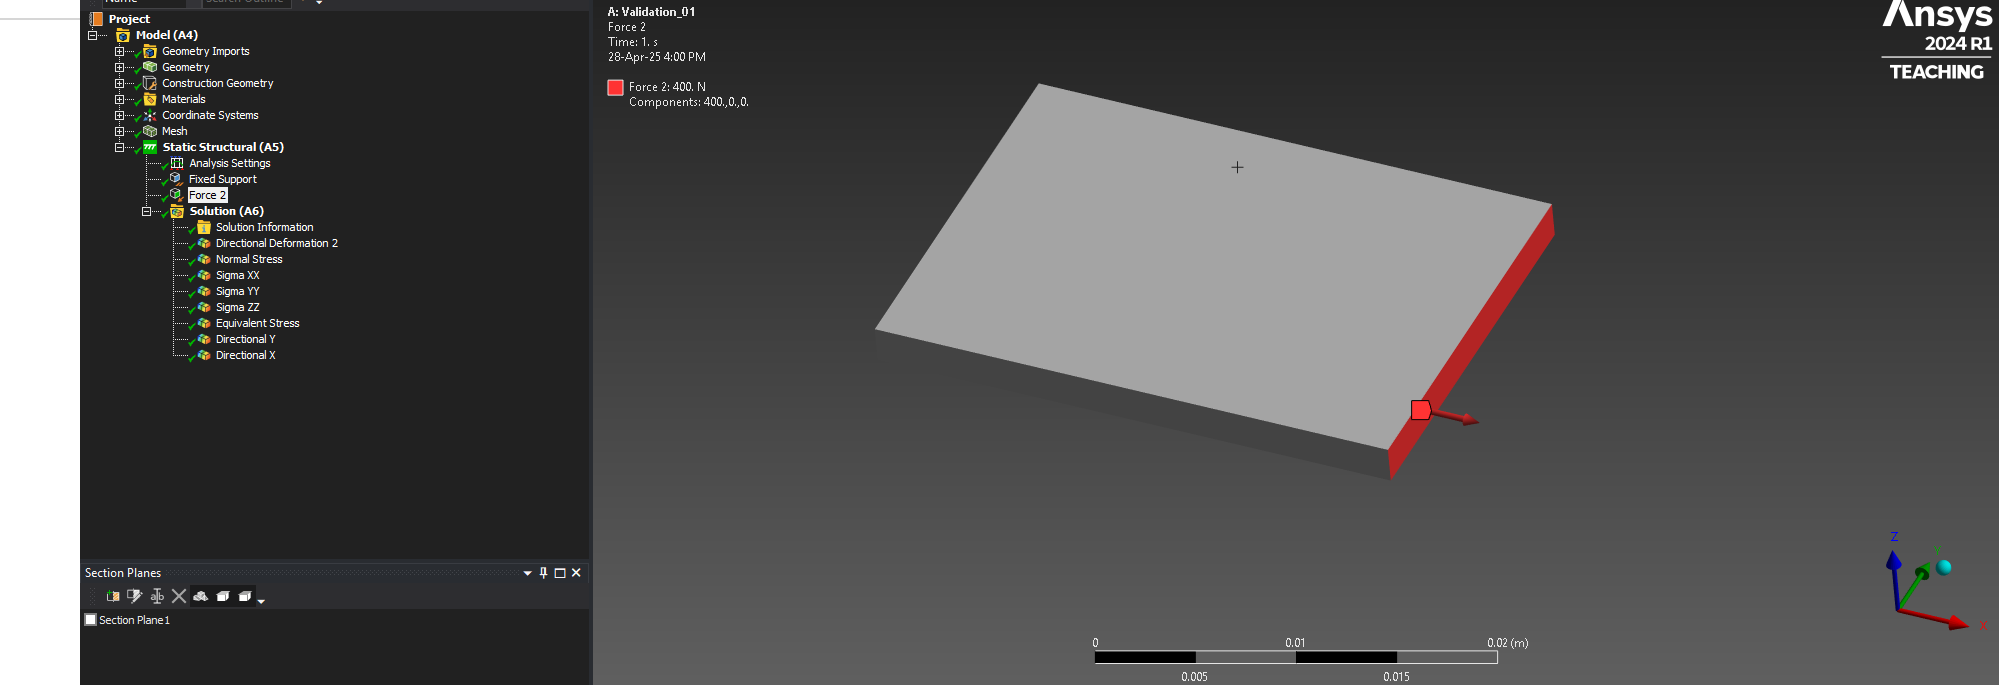 Name
Search Outline
Project
Model (A4)
Geometry Imports
Geometry
Construction Geometry
Materials
Coordinate Systems
Mesh
Static Structural (A5)
Analysis Settings
Fixed Support
Force 2
Solution (A6)
Solution Information
Directional Deformation 2
Normal Stress
Sigma XX
Sigma YY
Sigma ZZ
Equivalent Stress
Directional Y
Directional X
Section Planes
Section Plane1
A: Validation_01
Force 2
Time: 1. s
28-Apr-25 4:00 PM
Force 2: 400. N
Components: 400.,0.,0.
Ansys
2024 R1
TEACHING
Z
Y
0 0.01 0.02 (m)
0.005 0.015